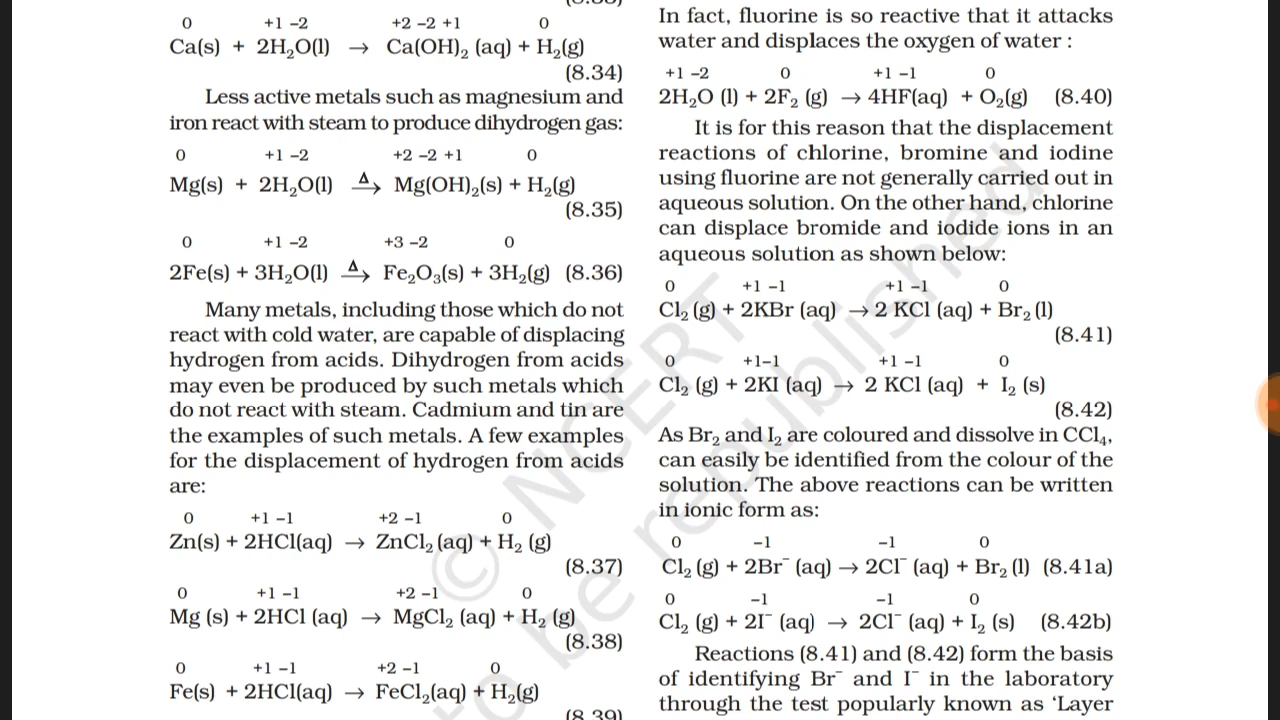 0 +1 –2 +2 –2 +1 0
Ca(s) + 2H₂O(l) → Ca(OH)₂ (aq) + H₂(g)
(8.34)
Less active metals such as magnesium and
iron react with steam to produce dihydrogen gas:
0 +1 –2 +2 –2 +1 0
Mg(s) + 2H₂O(l) Δ→ Mg(OH)₂(s) + H₂(g)
(8.35)
0 +1 –2 +3 –2 0
2Fe(s) + 3H₂O(l) Δ→ Fe₂O₃(s) + 3H₂(g) (8.36)
Many metals, including those which do not
react with cold water, are capable of displacing
hydrogen from acids. Dihydrogen from acids
may even be produced by such metals which
do not react with steam. Cadmium and tin are
the examples of such metals. A few examples
for the displacement of hydrogen from acids
are:
0 +1 –1 +2 –1 0
Zn(s) + 2HCl(aq) → ZnCl₂ (aq) + H₂ (g)
(8.37)
0 +1 –1 +2 –1 0
Mg (s) + 2HCl (aq) → MgCl₂ (aq) + H₂ (g)
(8.38)
0 +1 –1 +2 –1 0
Fe(s) + 2HCl(aq) → FeCl₂(aq) + H₂(g)
(8.39)
In fact, fluorine is so reactive that it attacks
water and displaces the oxygen of water :
+1 –2 0 +1 –1 0
2H₂O (l) + 2F₂ (g) → 4HF(aq) + O₂(g) (8.40)
It is for this reason that the displacement
reactions of chlorine, bromine and iodine
using fluorine are not generally carried out in
aqueous solution. On the other hand, chlorine
can displace bromide and iodide ions in an
aqueous solution as shown below:
0 +1 –1 +1 –1 0
Cl₂ (g) + 2KBr (aq) → 2 KCl (aq) + Br₂ (l)
(8.41)
0 +1–1 +1 –1 0
Cl₂ (g) + 2KI (aq) → 2 KCl (aq) + I₂ (s)
(8.42)
As Br₂ and I₂ are coloured and dissolve in CCl₄,
can easily be identified from the colour of the
solution. The above reactions can be written
in ionic form as:
0 –1 –1 0
Cl₂ (g) + 2Br⁻ (aq) → 2Cl⁻ (aq) + Br₂ (l) (8.41a)
0 –1 –1 0
Cl₂ (g) + 2I⁻ (aq) → 2Cl⁻ (aq) + I₂ (s) (8.42b)
Reactions (8.41) and (8.42) form the basis
of identifying Br⁻ and I⁻ in the laboratory
through the test popularly known as ‘Layer
© NCERT
to be republished